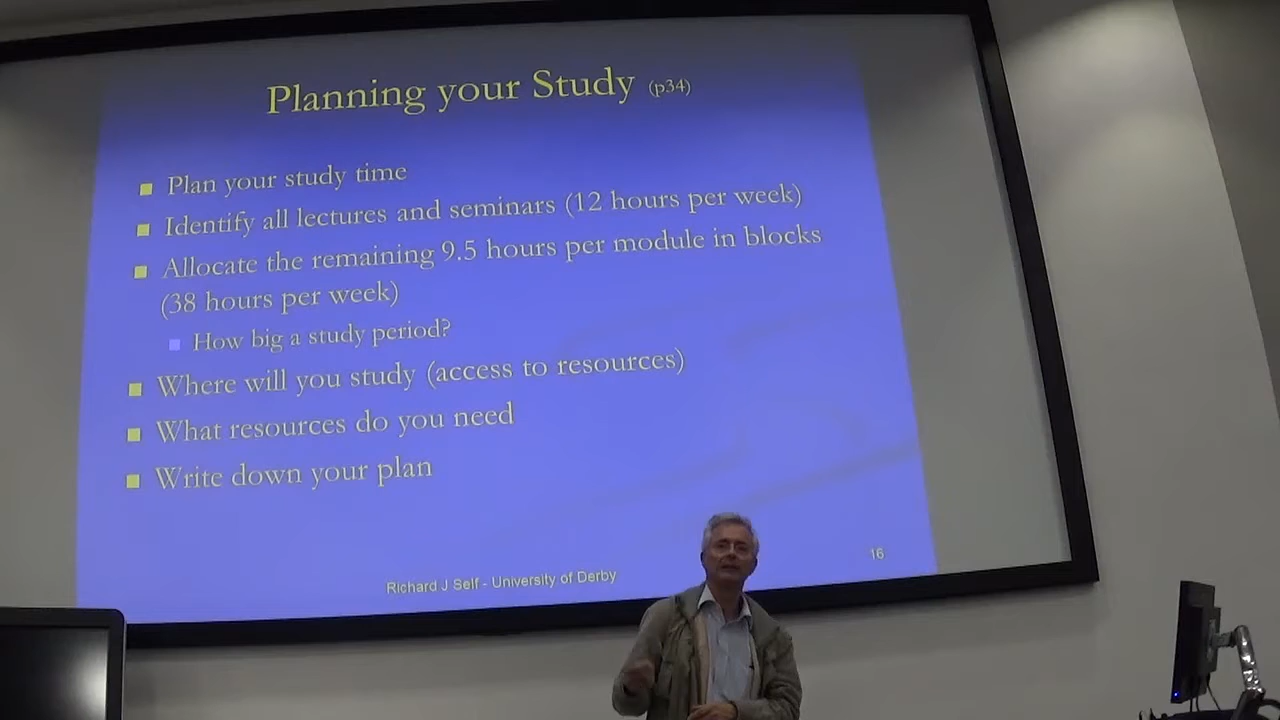 Planning your Study (p34)
Plan your study time
Identify all lectures and seminars (12 hours per week)
Allocate the remaining 9.5 hours per module in blocks
(38 hours per week)
How big a study period?
Where will you study (access to resources)
What resources do you need
Write down your plan
Richard J Self - University of Derby
16